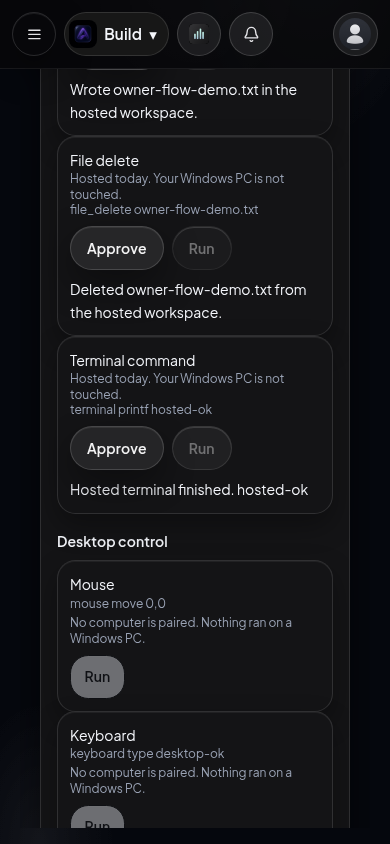 Build ▾
Wrote owner-flow-demo.txt in the
hosted workspace.
File delete
Hosted today. Your Windows PC is not
touched.
file_delete owner-flow-demo.txt
Approve
Run
Deleted owner-flow-demo.txt from
the hosted workspace.
Terminal command
Hosted today. Your Windows PC is not
touched.
terminal printf hosted-ok
Approve
Run
Hosted terminal finished. hosted-ok
Desktop control
Mouse
mouse move 0,0
No computer is paired. Nothing ran on a
Windows PC.
Run
Keyboard
keyboard type desktop-ok
No computer is paired. Nothing ran on a
Windows PC.
Run